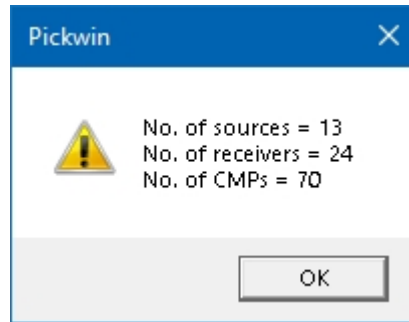 Pickwin
No. of sources = 13
No. of receivers = 24
No. of CMPs = 70
OK